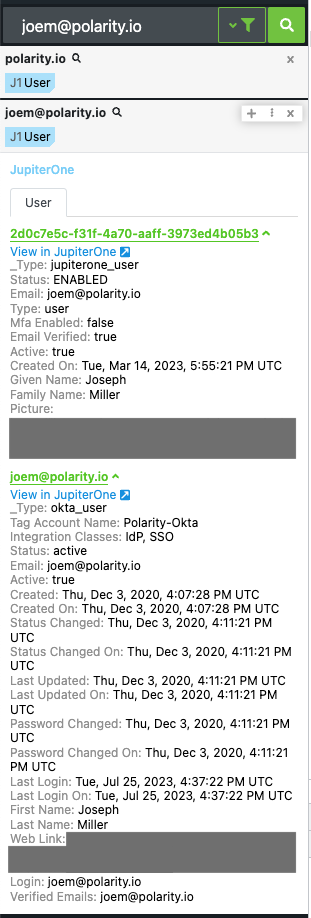 joem@polarity.io
polarity.io
J1 User
joem@polarity.io
J1 User
JupiterOne
User
2d0c7e5c-f31f-4a70-aaff-3973ed4b05b3
View in JupiterOne
_Type: jupiterone_user
Status: ENABLED
Email: joem@polarity.io
Type: user
Mfa Enabled: false
Email Verified: true
Active: true
Created On: Tue, Mar 14, 2023, 5:55:21 PM UTC
Given Name: Joseph
Family Name: Miller
Picture:
joem@polarity.io
View in JupiterOne
_Type: okta_user
Tag Account Name: Polarity-Okta
Integration Classes: IdP, SSO
Status: active
Email: joem@polarity.io
Active: true
Created: Thu, Dec 3, 2020, 4:07:28 PM UTC
Created On: Thu, Dec 3, 2020, 4:07:28 PM UTC
Status Changed: Thu, Dec 3, 2020, 4:11:21 PM
UTC
Status Changed On: Thu, Dec 3, 2020, 4:11:21 PM
UTC
Last Updated: Thu, Dec 3, 2020, 4:11:21 PM UTC
Last Updated On: Thu, Dec 3, 2020, 4:11:21 PM
UTC
Password Changed: Thu, Dec 3, 2020, 4:11:21 PM
UTC
Password Changed On: Thu, Dec 3, 2020, 4:11:21
PM UTC
Last Login: Tue, Jul 25, 2023, 4:37:22 PM UTC
Last Login On: Tue, Jul 25, 2023, 4:37:22 PM UTC
First Name: Joseph
Last Name: Miller
Web Link:
Login: joem@polarity.io
Verified Emails: joem@polarity.io